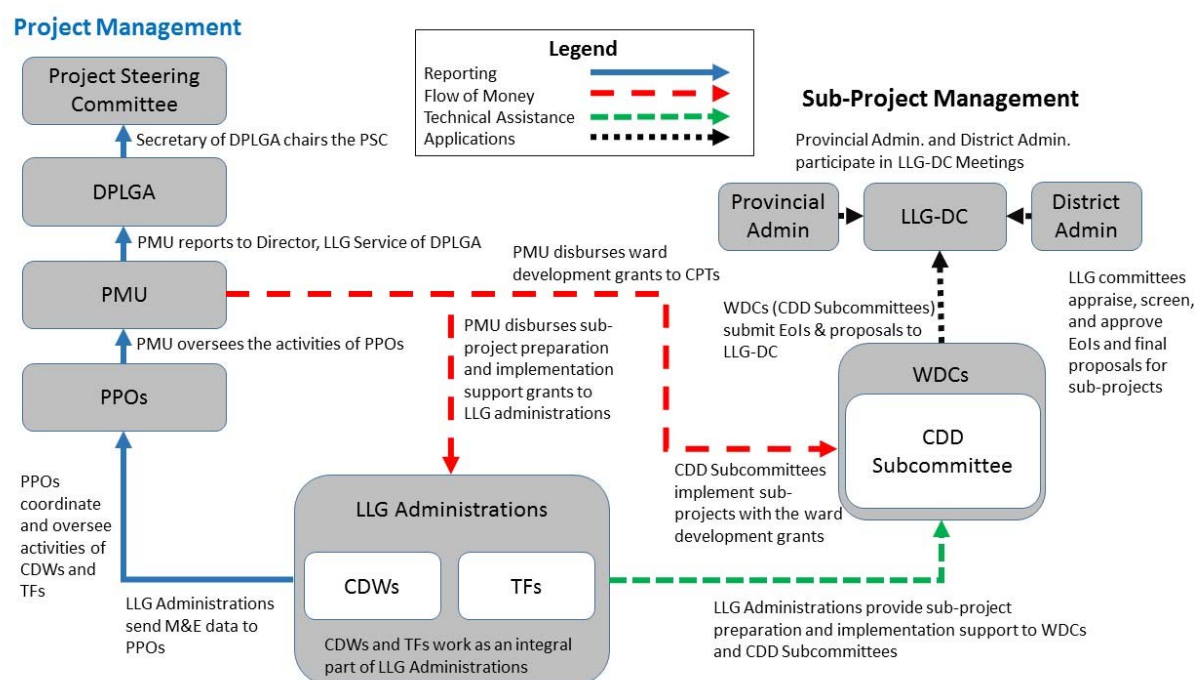 Project Management
Project Steering
Committee
Secretary of DPLGA chairs the PSC
DPLGA
PMU reports to Director, LLG Service of DPLGA
PMU
PMU oversees the activities of PPOs
PPOs
PPOs
coordinate
and oversee
activities of
CDWs and
TFs
LLG Administrations
send M&E data to
PPOs
Legend
Reporting
Flow of Money
Technical Assistance
Applications
PMU disburses ward
development grants to CPTs
PMU disburses sub-
project preparation
and implementation
support grants to
LLG administrations
LLG Administrations
CDWs
TFs
CDWs and TFs work as an integral
part of LLG Administrations
Sub-Project Management
Provincial Admin. and District Admin.
participate in LLG-DC Meetings
Provincial
Admin
LLG-DC
District
Admin
WDCs (CDD Subcommittees)
submit EoIs & proposals to
LLG-DC
LLG committees
appraise, screen,
and approve
EoIs and final
proposals for
sub-projects
WDCs
CDD
Subcommittee
CDD Subcommittees
implement sub-
projects with the ward
development grants
LLG Administrations provide sub-project
preparation and implementation support to WDCs
and CDD Subcommittees